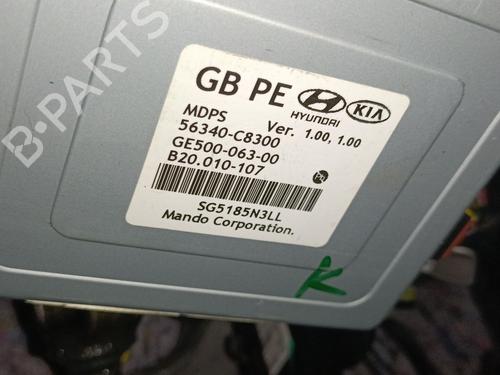 B-PARTS
GB PE HYUNDAI KIA
MDPS Ver. 1.00, 1.00
56340-C8300
GE500-063-00
B20.010-107
SG5185N3LL
Mando Corporation.
K